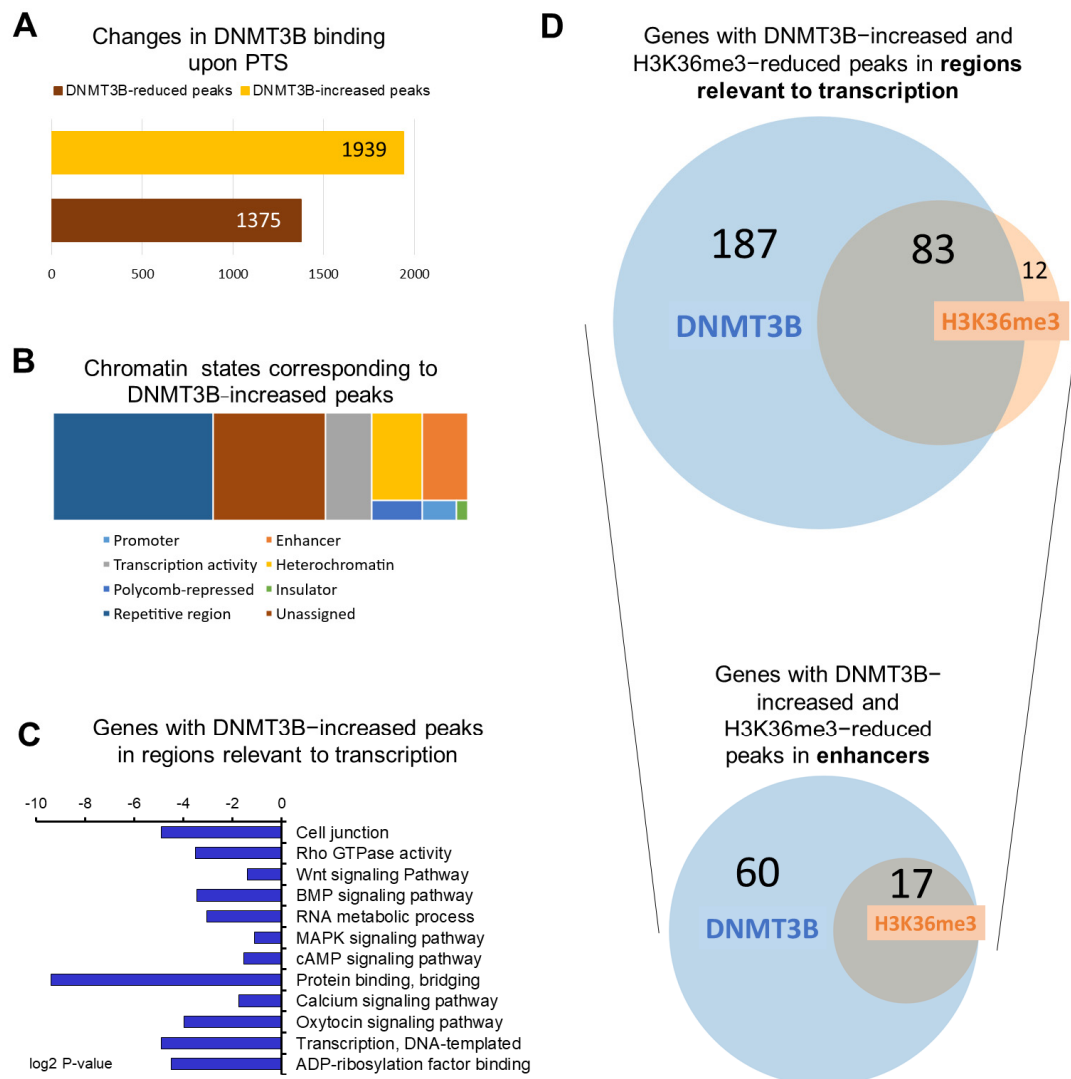 A
Changes in DNMT3B binding
upon PTS
DNMT3B-reduced peaks DNMT3B-increased peaks
1939
1375
0 500 1000 1500 2000
B
Chromatin states corresponding to
DNMT3B-increased peaks
Promoter Enhancer
Transcription activity Heterochromatin
Polycomb-repressed Insulator
Repetitive region Unassigned
C
Genes with DNMT3B−increased peaks
in regions relevant to transcription
-10 -8 -6 -4 -2 0
Cell junction
Rho GTPase activity
Wnt signaling Pathway
BMP signaling pathway
RNA metabolic process
MAPK signaling pathway
cAMP signaling pathway
Protein binding, bridging
Calcium signaling pathway
Oxytocin signaling pathway
Transcription, DNA-templated
log2 P-value ADP-ribosylation factor binding
D
Genes with DNMT3B−increased and
H3K36me3−reduced peaks in regions
relevant to transcription
187 83 12
DNMT3B H3K36me3
Genes with DNMT3B−
increased and
H3K36me3−reduced
peaks in enhancers
60 17
DNMT3B H3K36me3